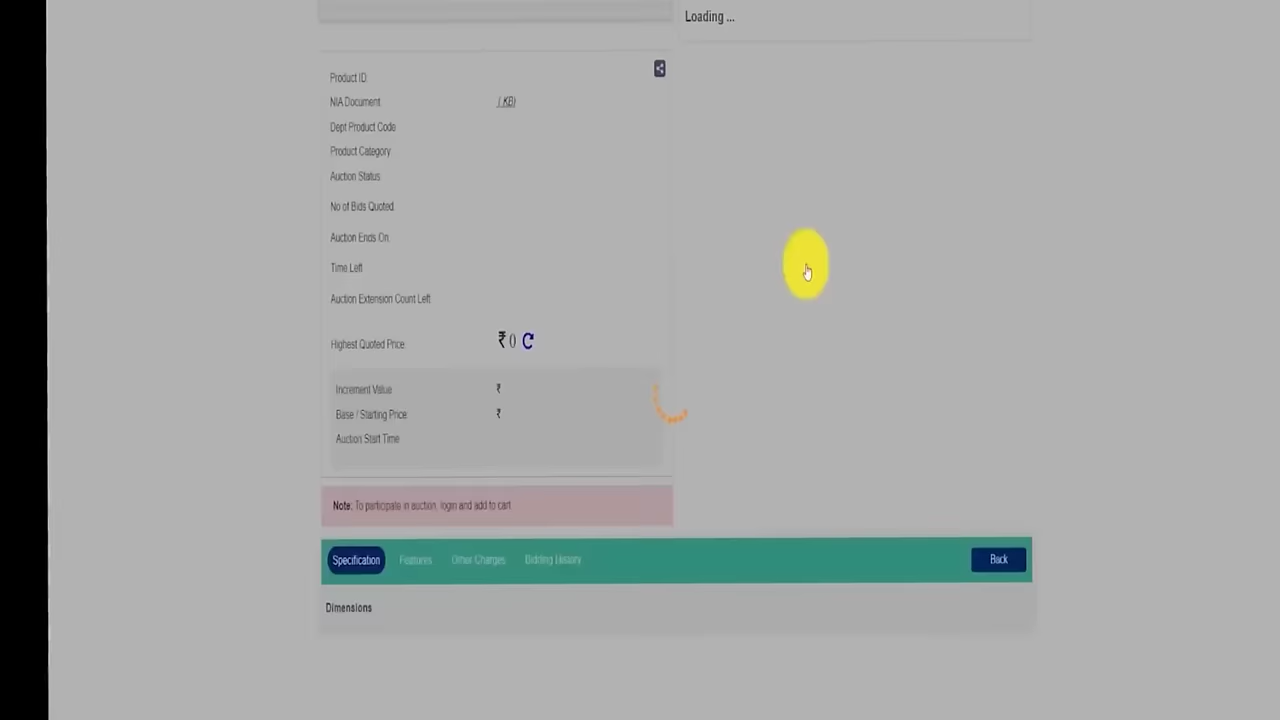 Loading ...
Product ID
NIA Document ( KB)
Dept Product Code
Product Category
Auction Status
No of Bids Quoted
Auction Ends On
Time Left
Auction Extension Count Left
Highest Quoted Price ₹ 0
Increment Value ₹
Base / Starting Price ₹
Auction Start Time
Note: To participate in auction, login and add to cart
Specification Features Other Charges Bidding History Back
Dimensions